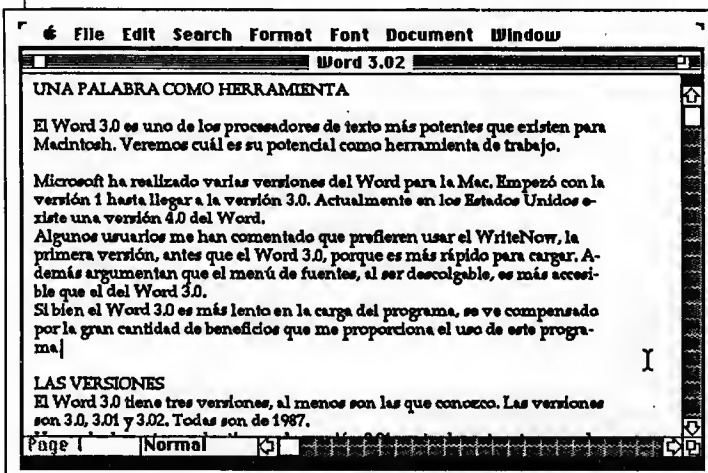 File Edit Search Format Font Document Window
Word 3.02
UNA PALABRA COMO HERRAMIENTA
El Word 3.0 es uno de los procesadores de texto más potentes que existen para
Macintosh. Veremos cuál es su potencial como herramienta de trabajo.
Microsoft ha realizado varias versiones del Word para la Mac. Empezó con la
versión 1 hasta llegar a la versión 3.0. Actualmente en los Estados Unidos e-
xiste una versión 4.0 del Word.
Algunos usuarios me han comentado que prefieren usar el WriteNow, la
primera versión, antes que el Word 3.0, porque es más rápido para cargar. A-
demás argumentan que el menú de fuentes, al ser descolgable, es más accesi-
ble que el del Word 3.0.
Si bien el Word 3.0 es más lento en la carga del programa, se ve compensado
por la gran cantidad de beneficios que me proporciona el uso de este progra-
ma
LAS VERSIONES
El Word 3.0 tiene tres versiones, al menos son las que conozco. Las versiones
son 3.0, 3.01 y 3.02. Todas son de 1987.
Page 1 Normal